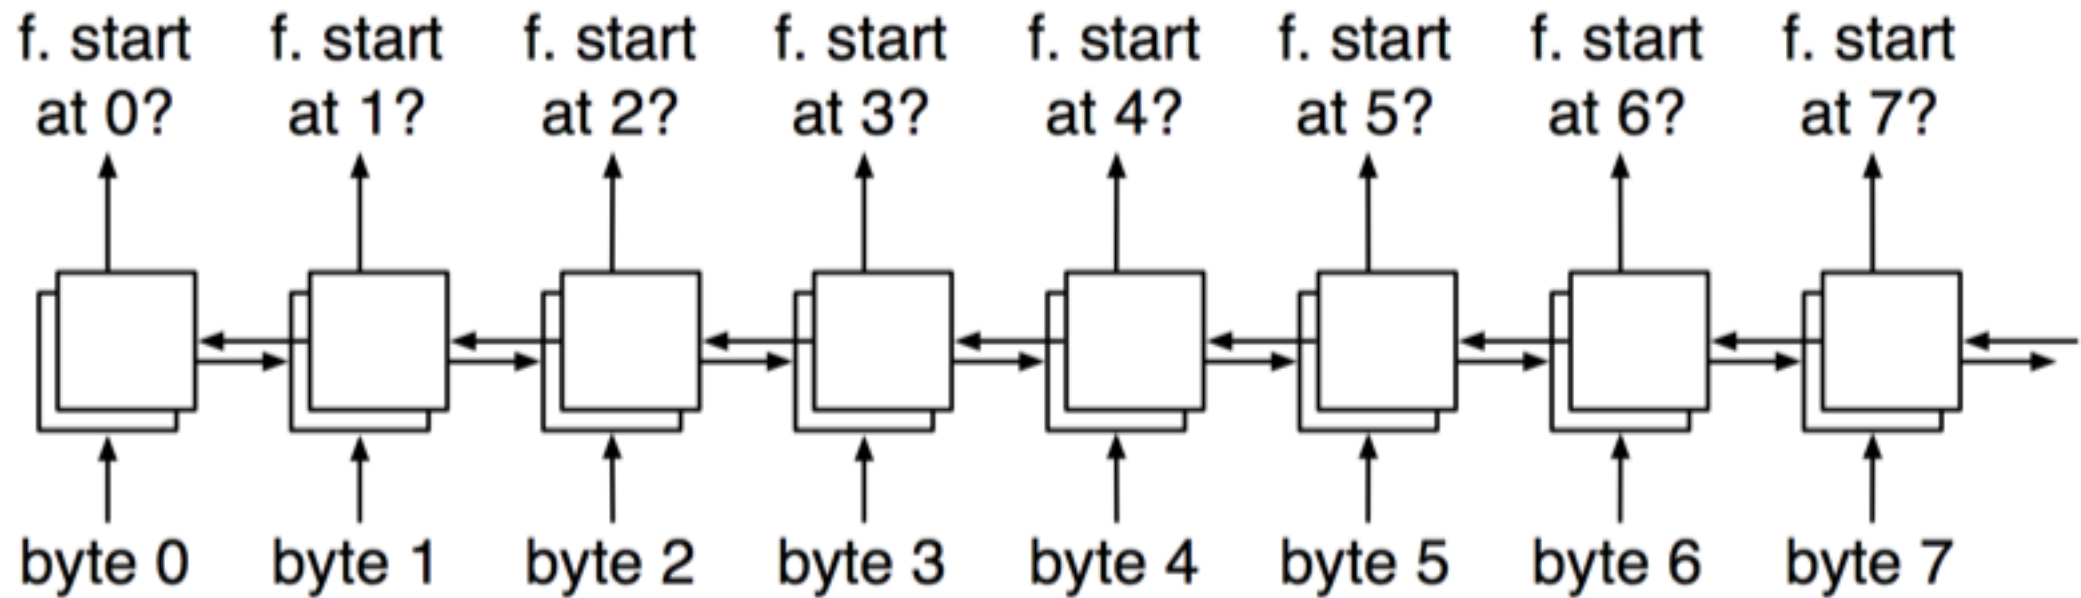 f. start f. start f. start f. start f. start f. start f. start f. start
at 0? at 1? at 2? at 3? at 4? at 5? at 6? at 7?
byte 0 byte 1 byte 2 byte 3 byte 4 byte 5 byte 6 byte 7